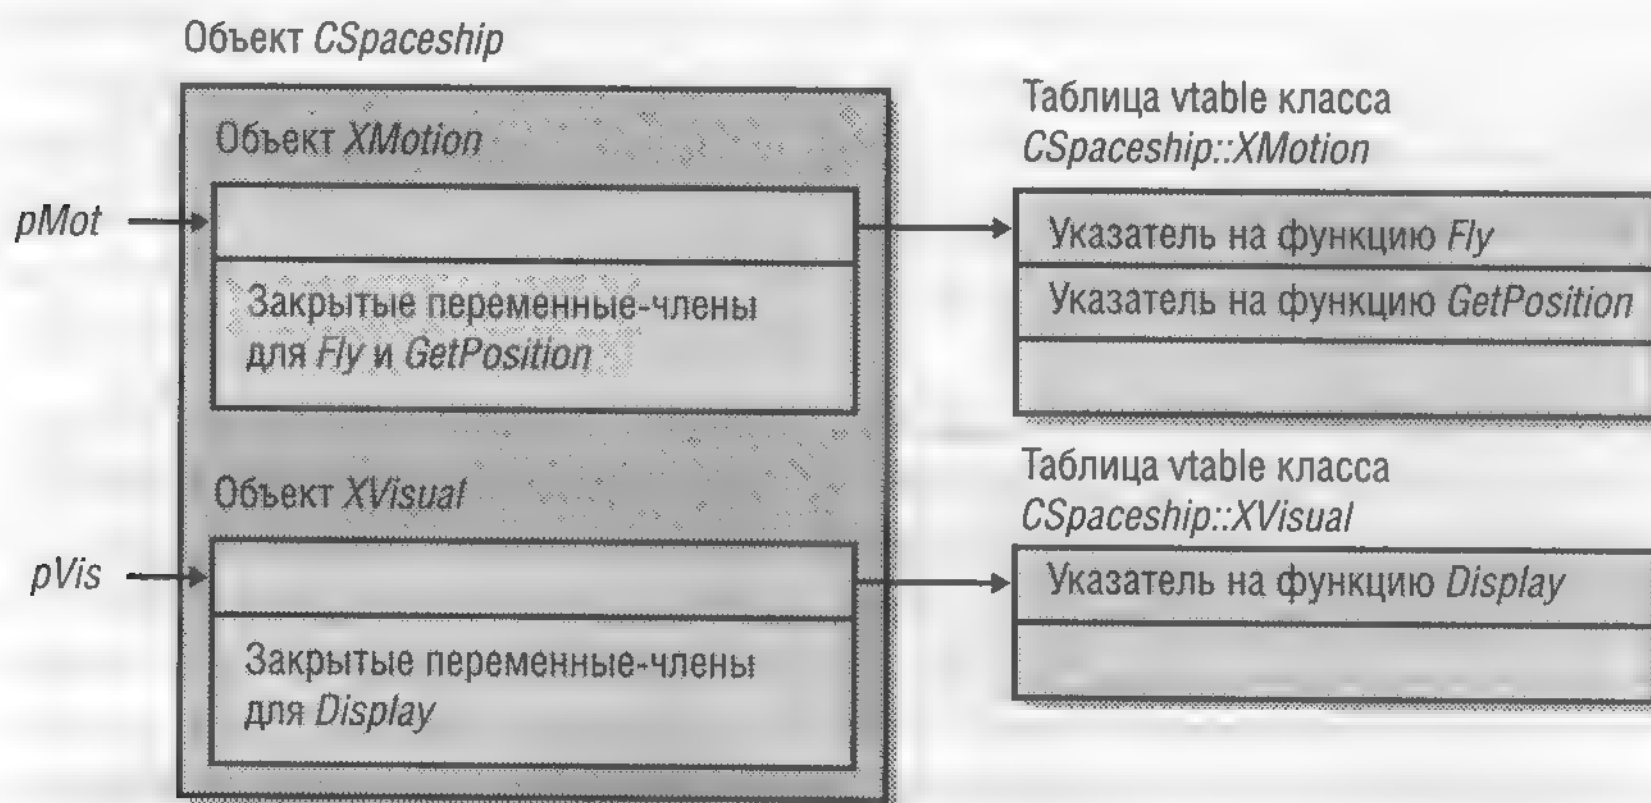 Объект CSpaceship
Объект XMotion
pMot
Закрытые переменные-члены
для Fly и GetPosition
Объект XVisual
pVis
Закрытые переменные-члены
для Display
Таблица vtable класса
CSpaceship::XMotion
Указатель на функцию Fly
Указатель на функцию GetPosition
Таблица vtable класса
CSpaceship::XVisual
Указатель на функцию Display